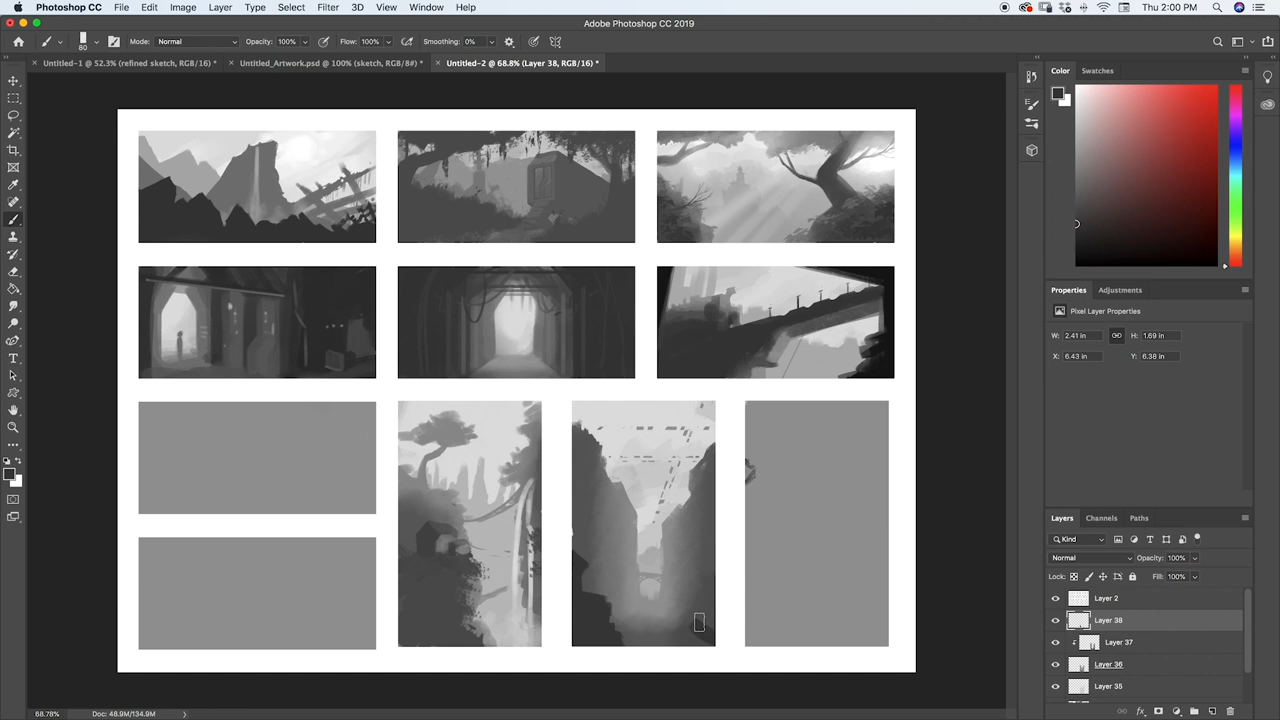 Photoshop CC File Edit Image Layer Type Select Filter 3D View Window Help Thu 2:00 PM
Adobe Photoshop CC 2019
80 Mode: Normal Opacity: 100% Flow: 100% Smoothing: 0%
Untitled-1 @ 52.3% (refined sketch, RGB/16) * Untitled_Artwork.psd @ 100% (sketch, RGB/8#) * Untitled-2 @ 68.8% (Layer 38, RGB/16) *
Color Swatches
Properties Adjustments
Pixel Layer Properties
W: 2.41 in H: 1.69 in
X: 6.43 in Y: 6.38 in
Layers Channels Paths
Kind
Normal Opacity: 100%
Lock: Fill: 100%
Layer 2
Layer 38
Layer 37
Layer 36
Layer 35
fx
68.78% Doc: 48.9M/134.9M